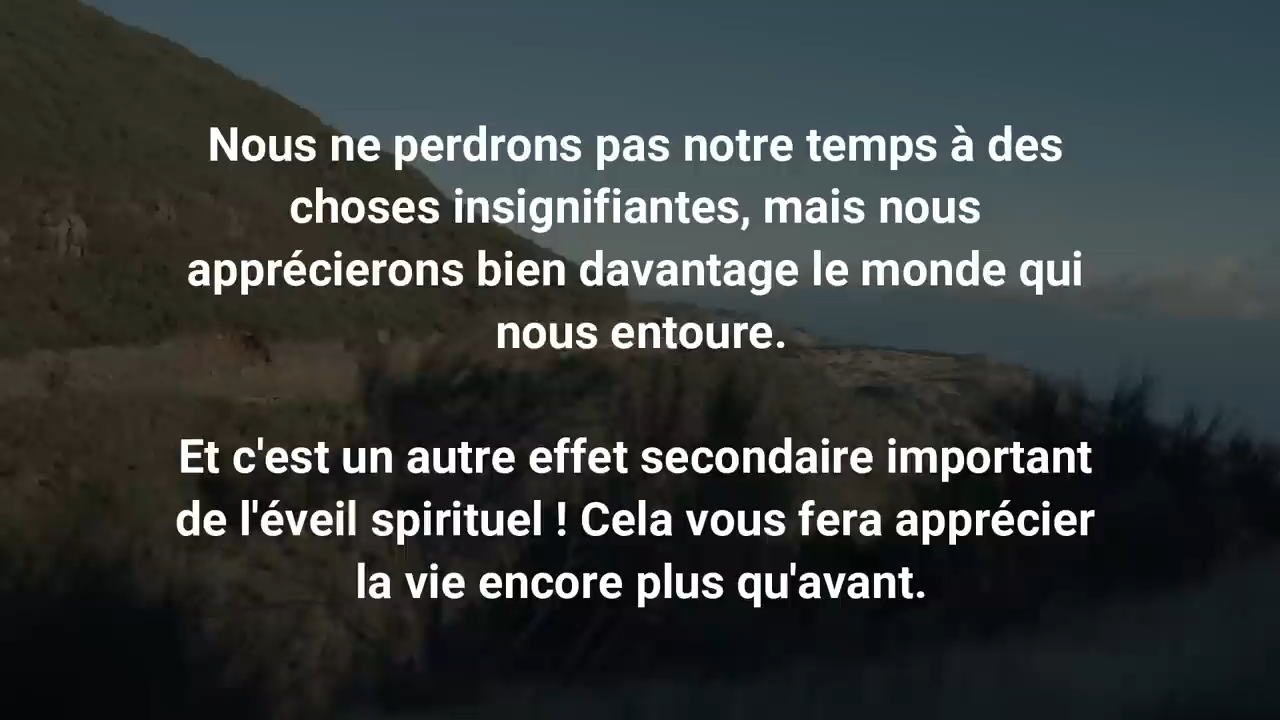 Nous ne perdrons pas notre temps à des
choses insignifiantes, mais nous
apprécierons bien davantage le monde qui
nous entoure.
Et c'est un autre effet secondaire important
de l'éveil spirituel ! Cela vous fera apprécier
la vie encore plus qu'avant.